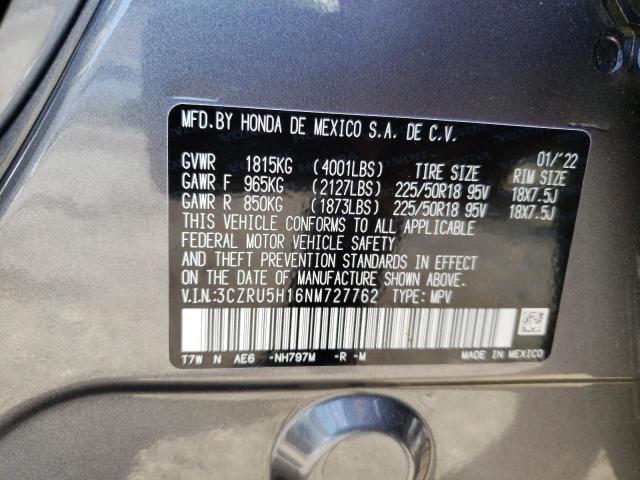 MFD.BY HONDA DE MEXICO S.A. DE C.V.
01/'22
GVWR 1815KG (4001LBS) TIRE SIZE RIM SIZE
GAWR F 965KG (2127LBS) 225/50R18 95V 18X7.5J
GAWR R 850KG (1873LBS) 225/50R18 95V 18X7.5J
THIS VEHICLE CONFORMS TO ALL APPLICABLE
FEDERAL MOTOR VEHICLE SAFETY
AND THEFT PREVENTION STANDARDS IN EFFECT
ON THE DATE OF MANUFACTURE SHOWN ABOVE.
V.I.N.:3CZRU5H16NM727762 TYPE: MPV
T7W N AE6 -NH797M -R -M
MADE IN MEXICO